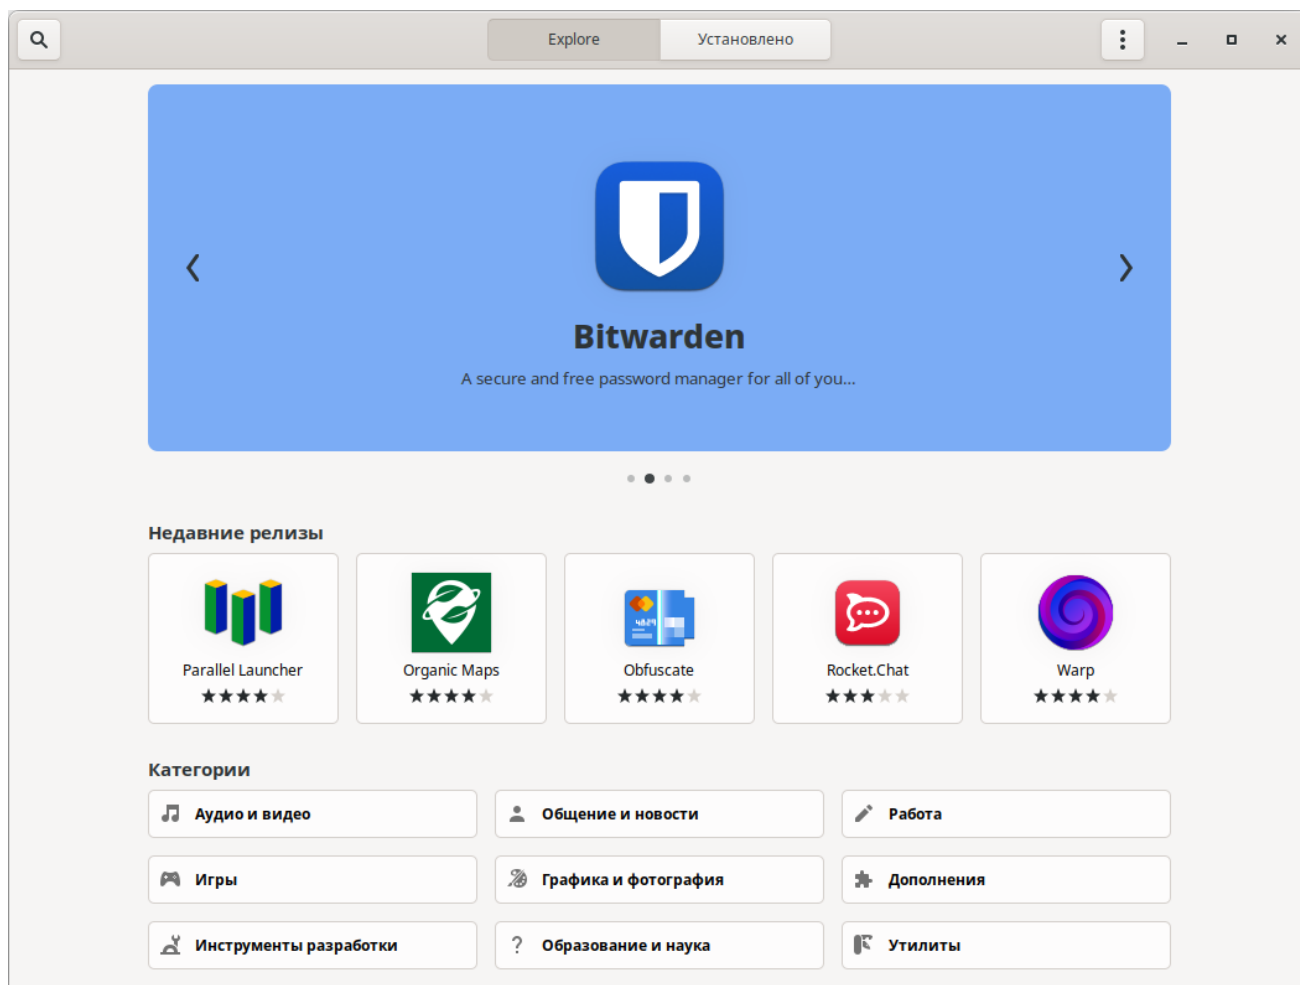 Explore
Установлено
Bitwarden
A secure and free password manager for all of you...
Недавние релизы
Parallel Launcher
Organic Maps
Obfuscate
Rocket.Chat
Warp
Категории
Аудио и видео
Общение и новости
Работа
Игры
Графика и фотография
Дополнения
Инструменты разработки
Образование и наука
Утилиты